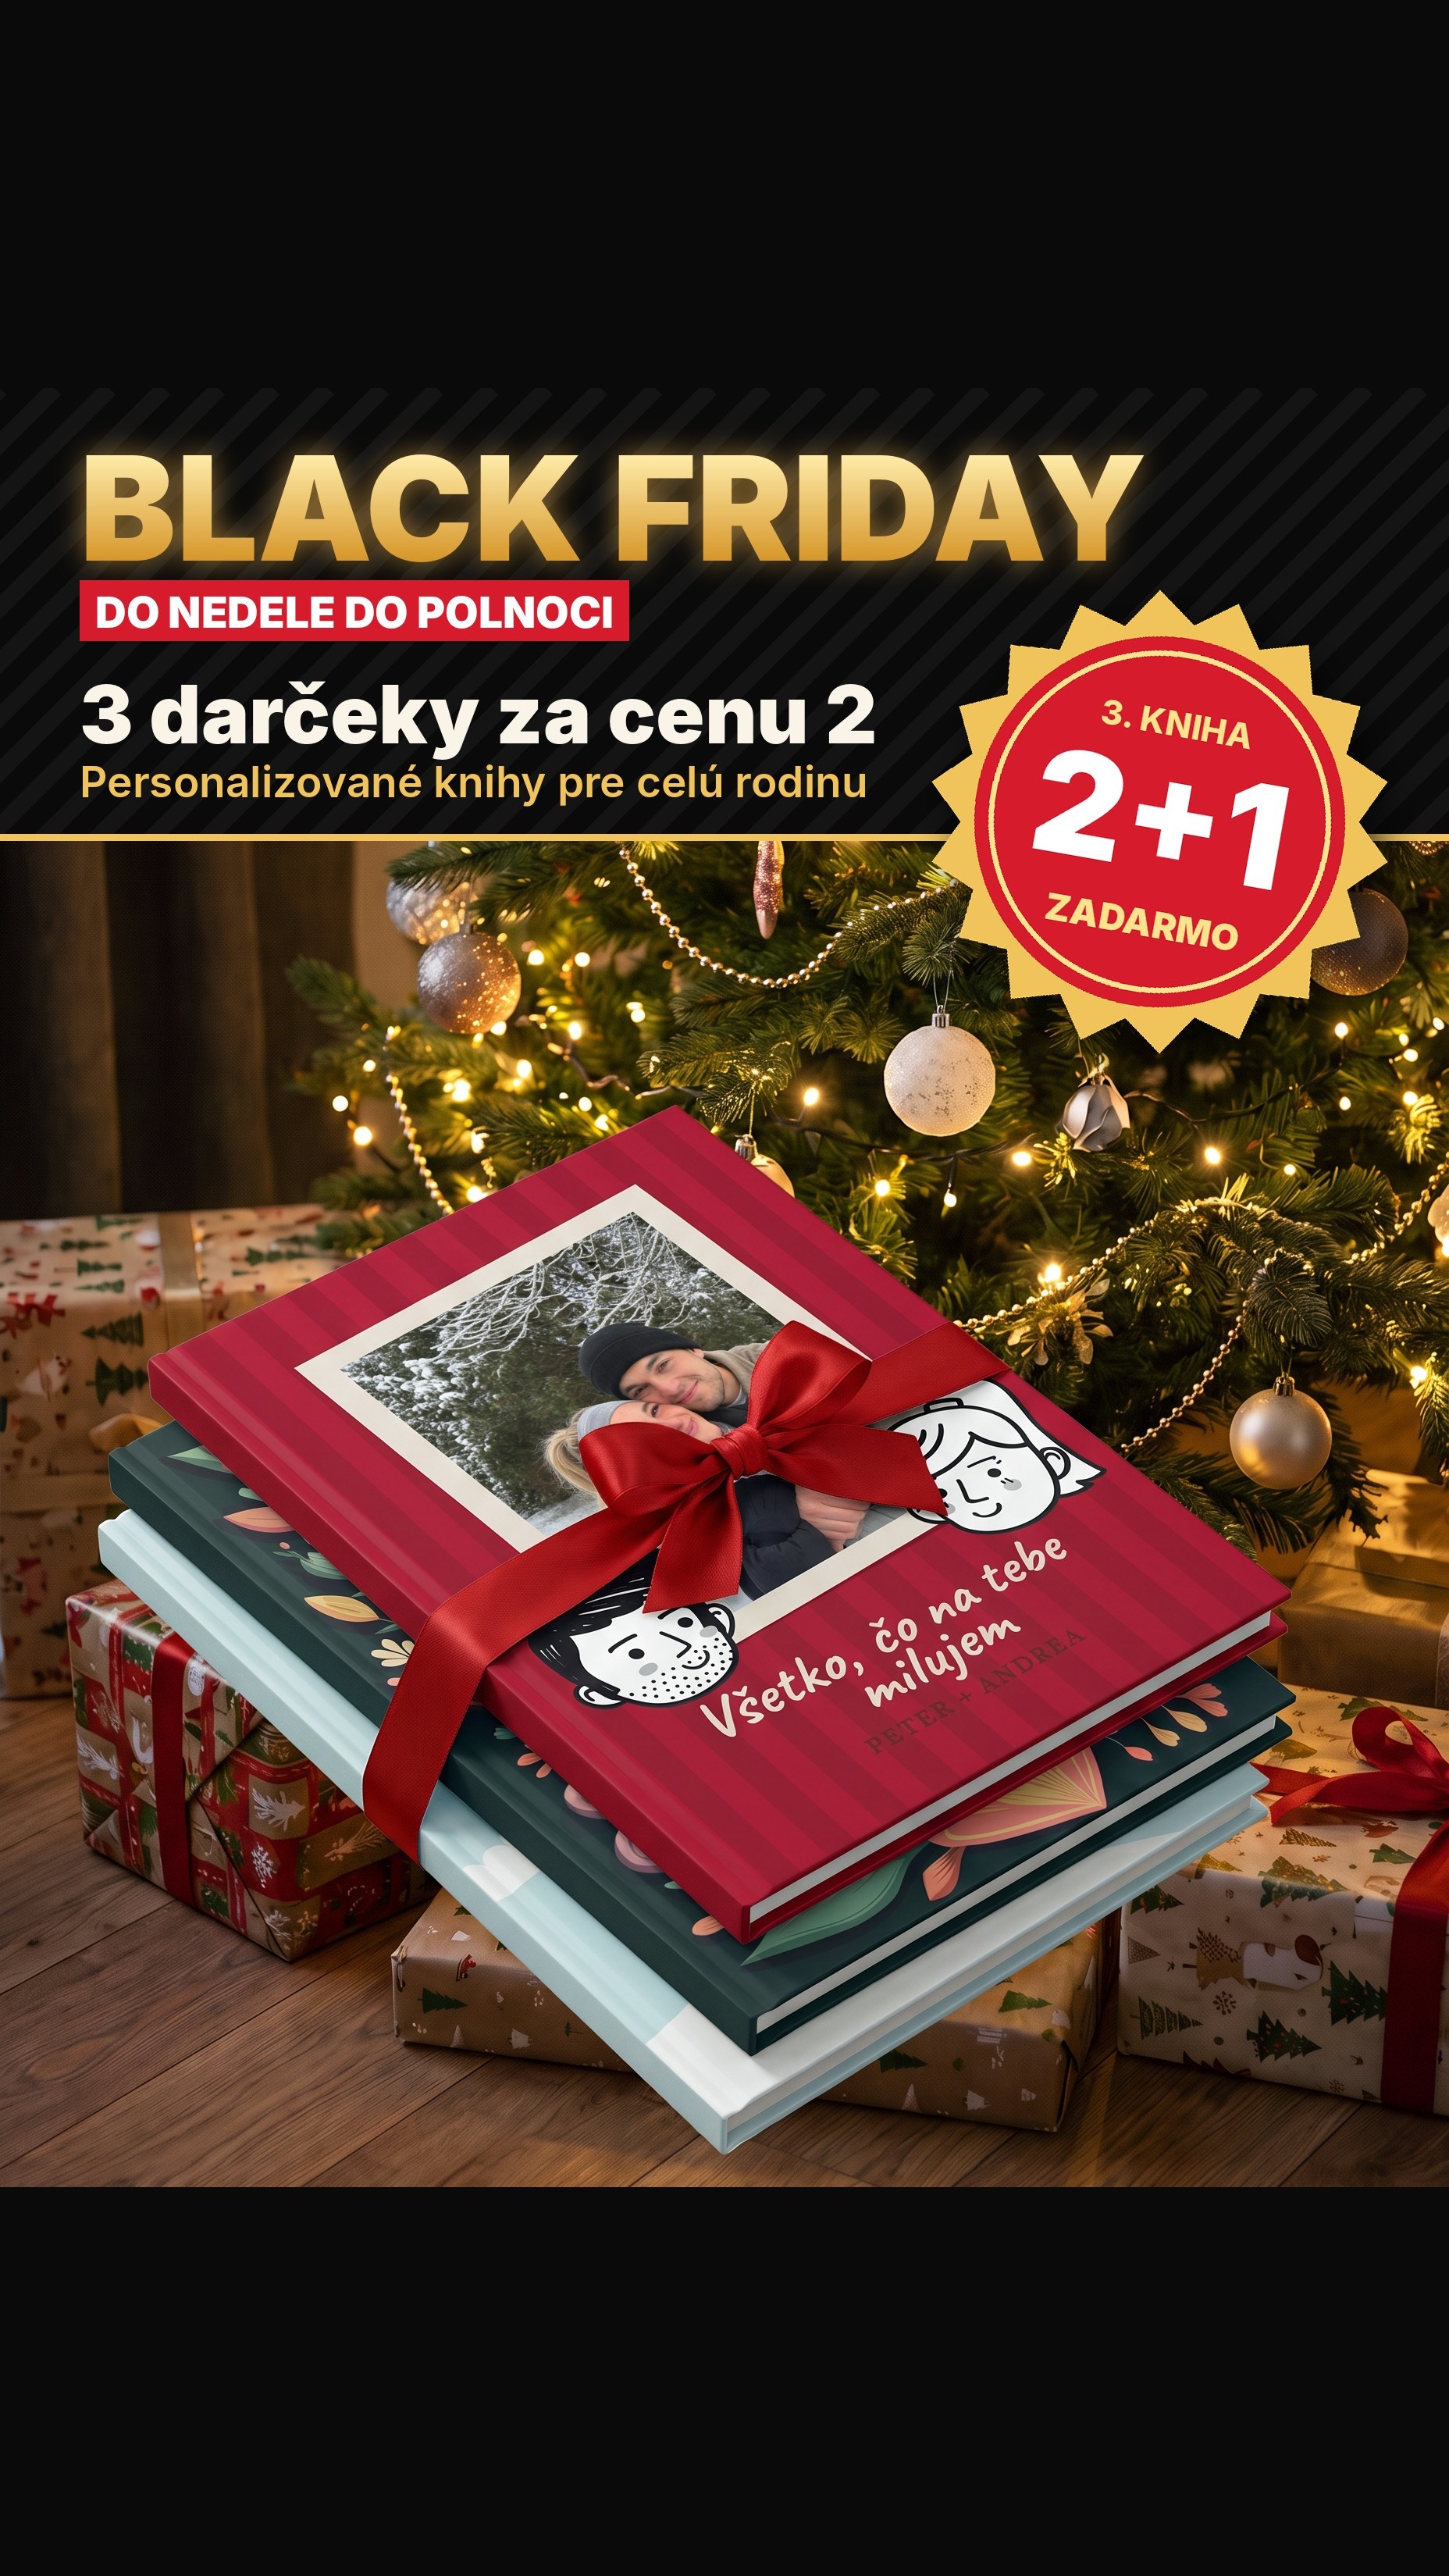 BLACK FRIDAY
DO NEDELE DO POLNOCI
3 darčeky za cenu 2
Personalizované knihy pre celú rodinu
3. KNIHA
2+1
ZADARMO
Všetko, čo na tebe
milujem
PETER + ANDREA